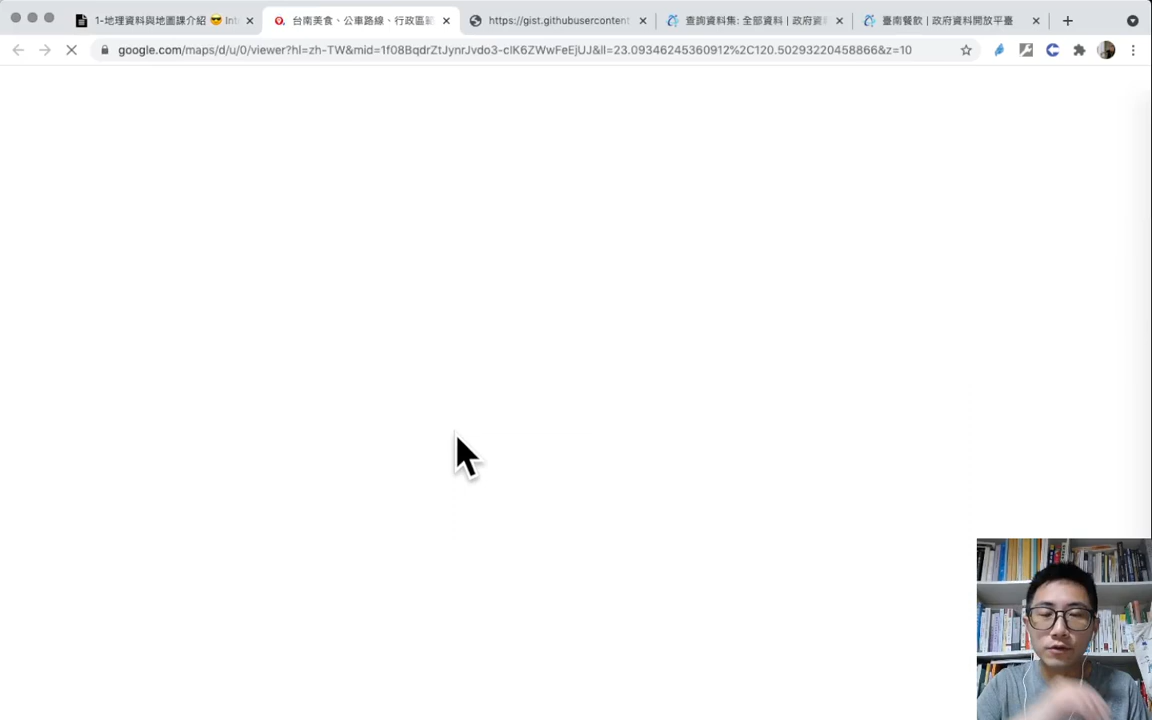 1-地理資料與地圖課介紹 😎 Int
台南美食、公車路線、行政區
https://gist.githubusercontent
查詢資料集: 全部資料 | 政府資
臺南餐飲 | 政府資料開放平臺
google.com/maps/d/u/0/viewer?hl=zh-TW&mid=1f08BqdrZtJynrJvdo3-clK6ZWwFeEjUJ&ll=23.09346245360912%2C120.50293220458866&z=10